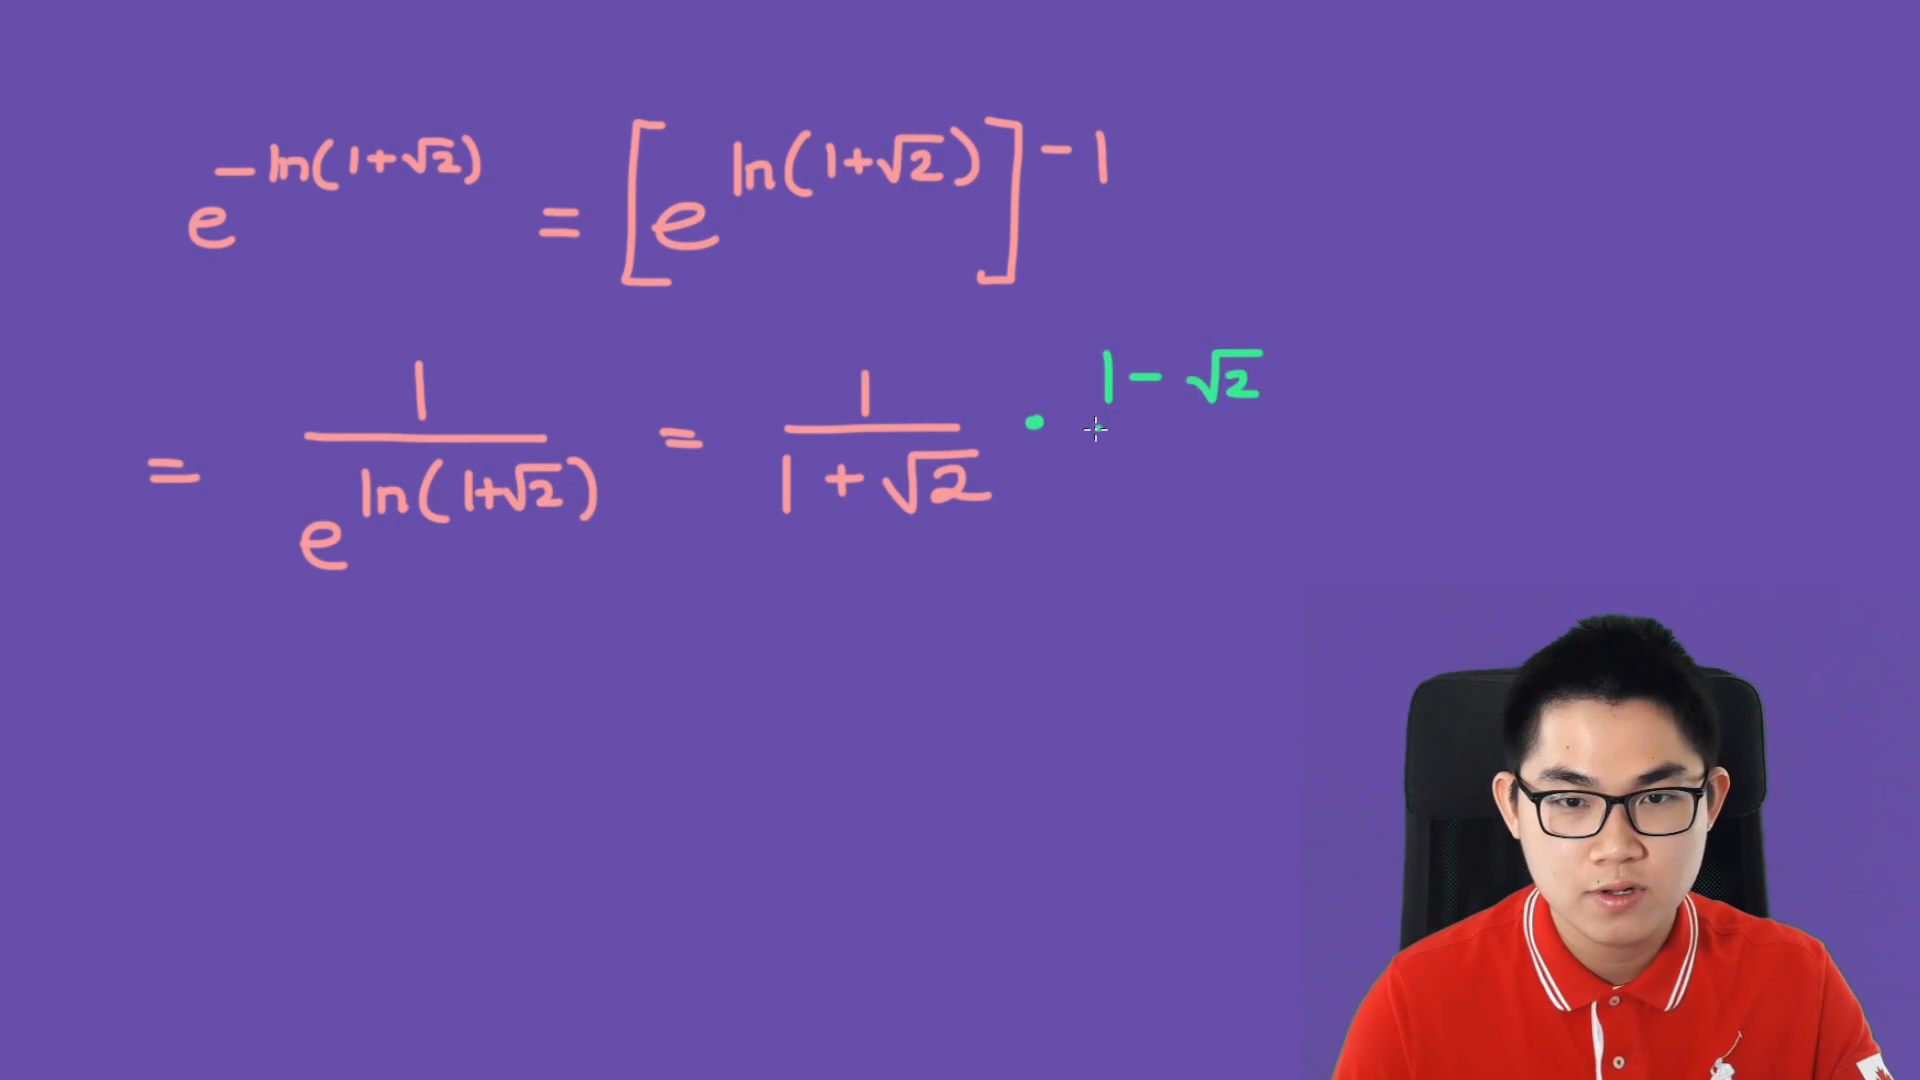 e^{-ln(1+√2)} = [e^{ln(1+√2)}]^{-1}
= 1/e^{ln(1+√2)} = 1/(1+√2) · 1-√2